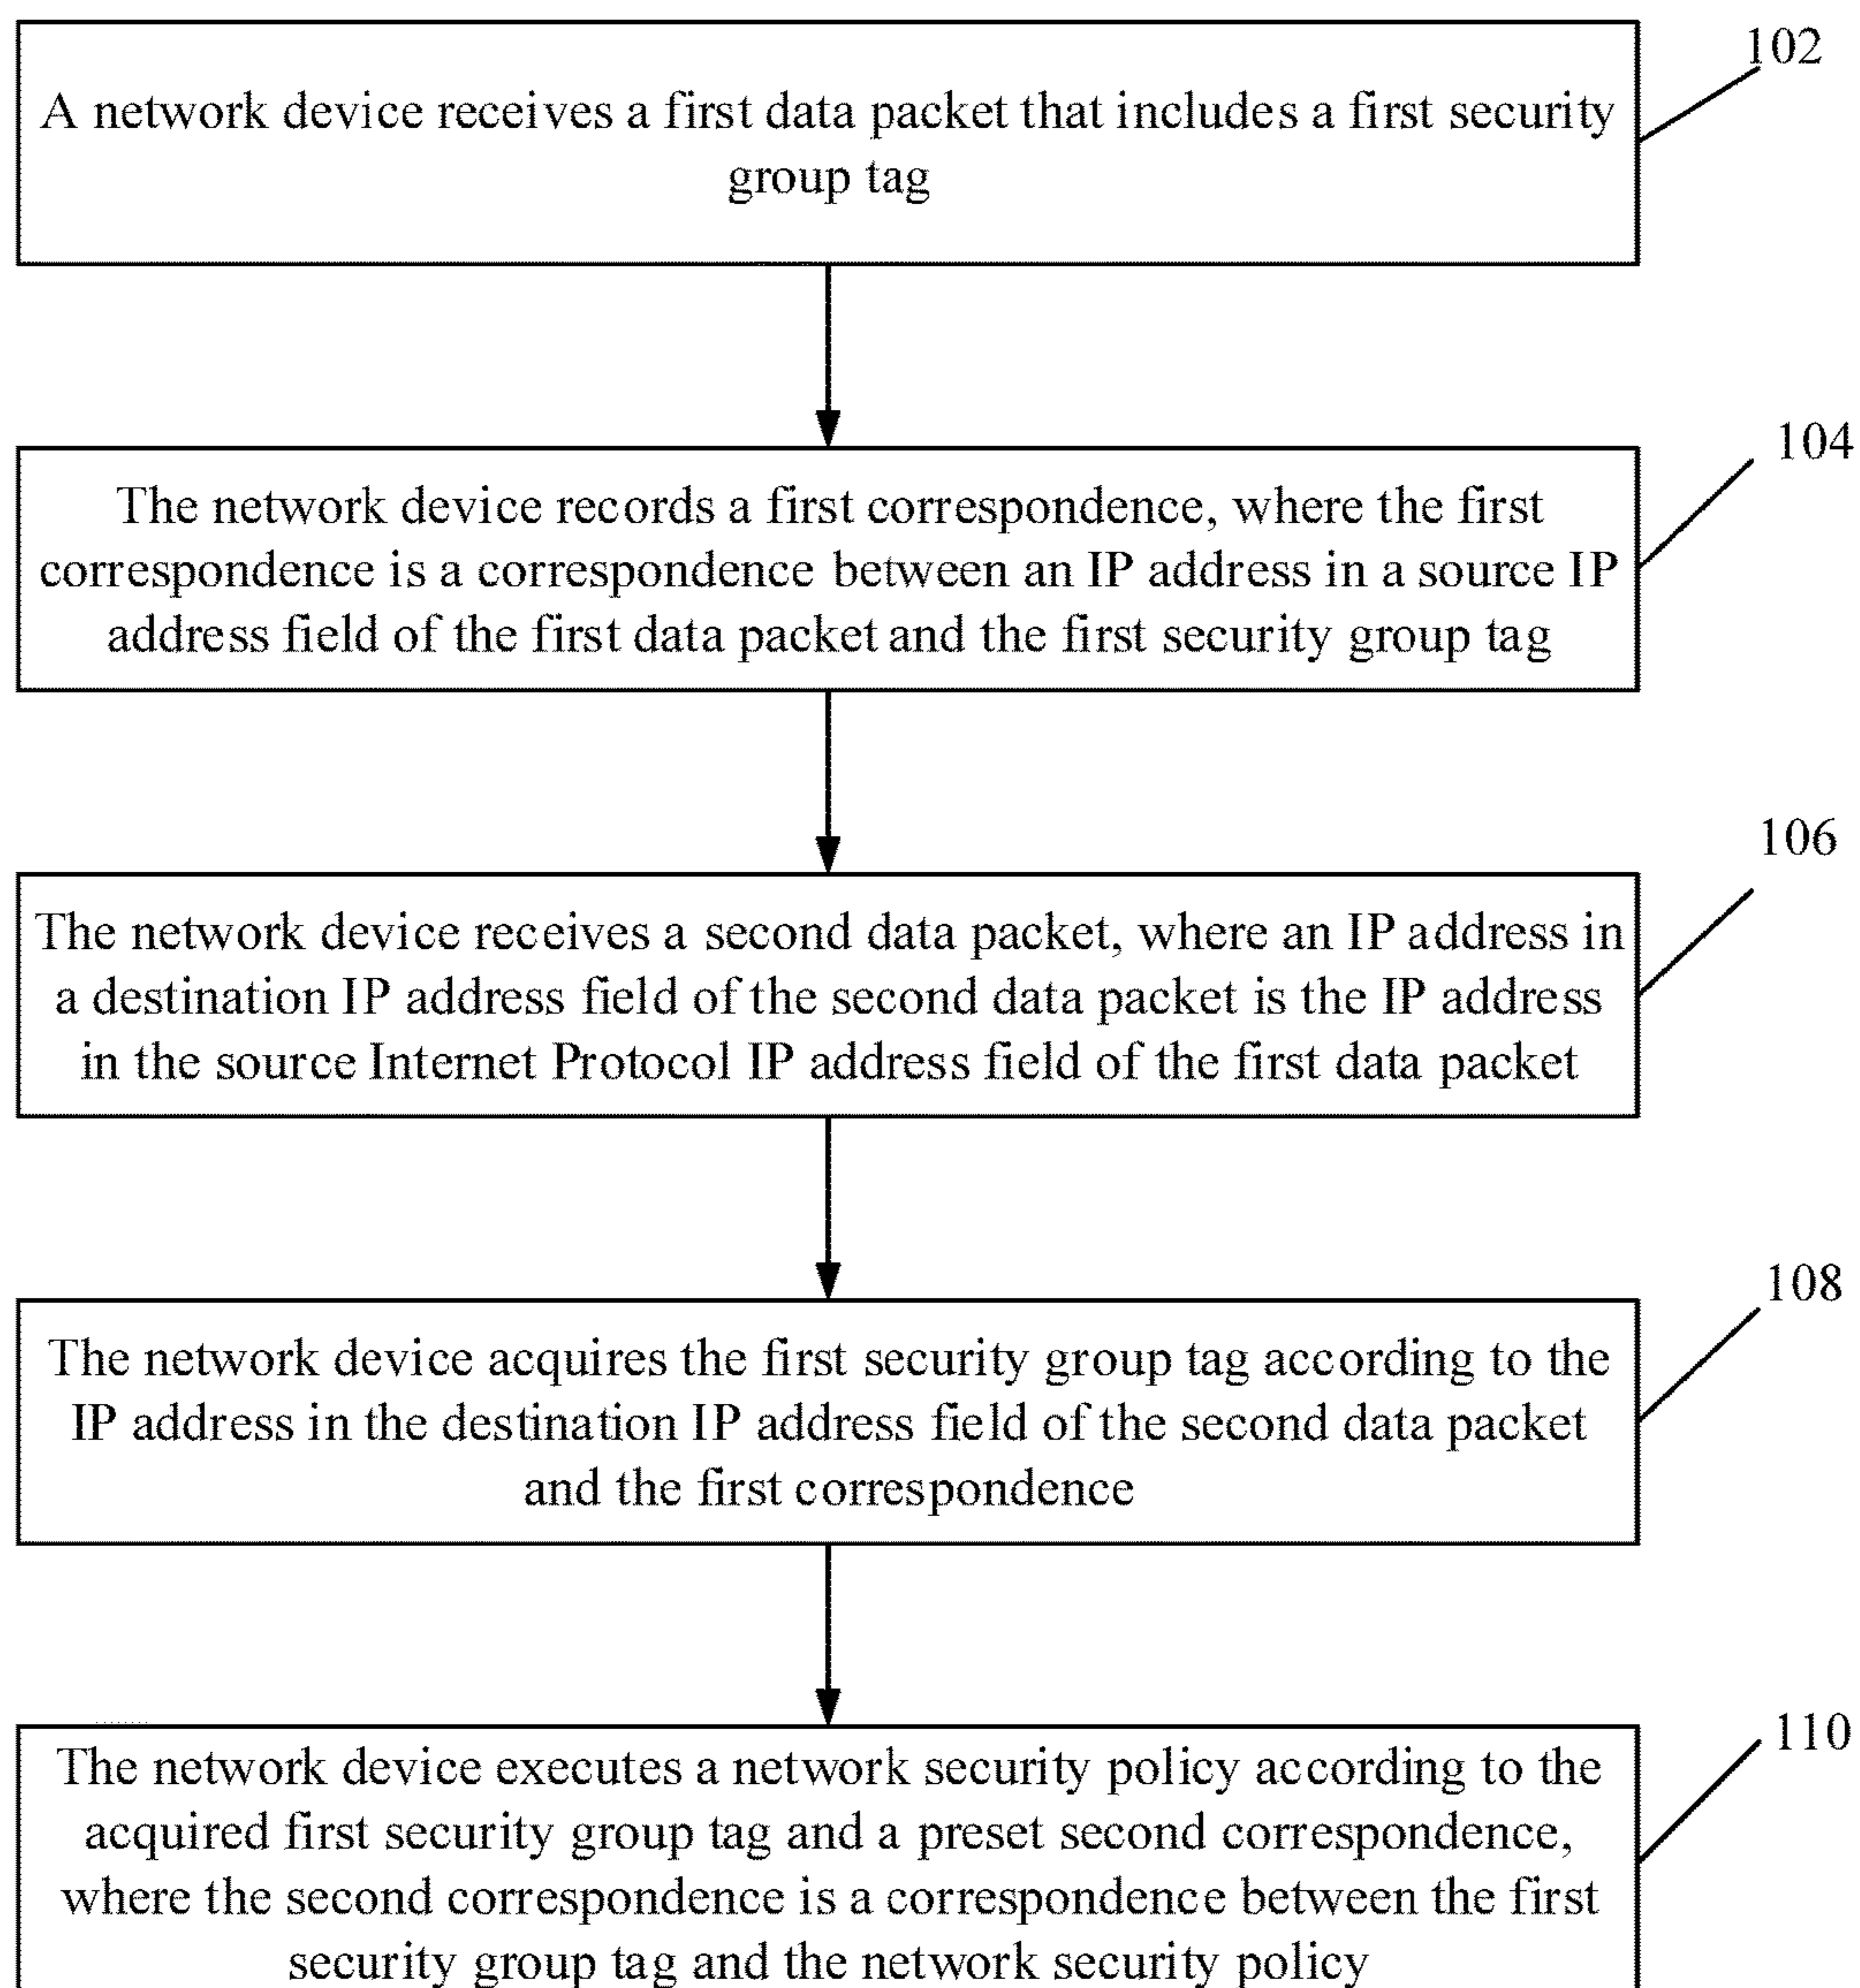 102
A network device receives a first data packet that includes a first security
group tag
104
The network device records a first correspondence, where the first
correspondence is a correspondence between an IP address in a source IP
address field of the first data packet and the first security group tag
106
The network device receives a second data packet, where an IP address in
a destination IP address field of the second data packet is the IP address
in the source Internet Protocol IP address field of the first data packet
108
The network device acquires the first security group tag according to the
IP address in the destination IP address field of the second data packet
and the first correspondence
110
The network device executes a network security policy according to the
acquired first security group tag and a preset second correspondence,
where the second correspondence is a correspondence between the first
security group tag and the network security policy